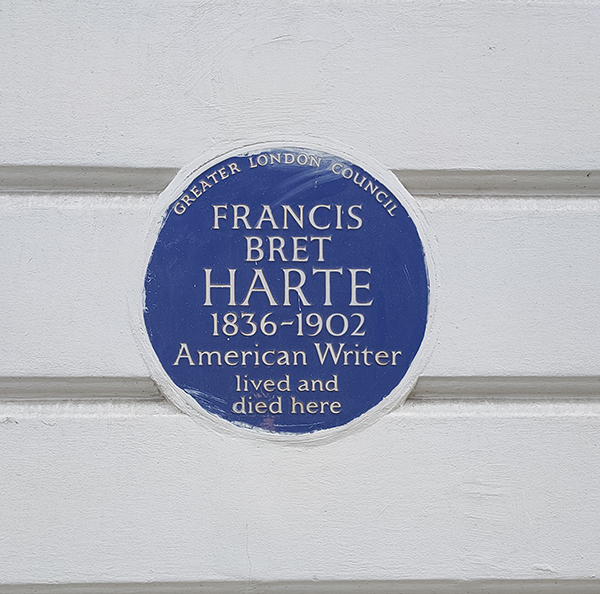 GREATER LONDON COUNCIL
FRANCIS
BRET
HARTE
1836~1902
American Writer
lived and
died here